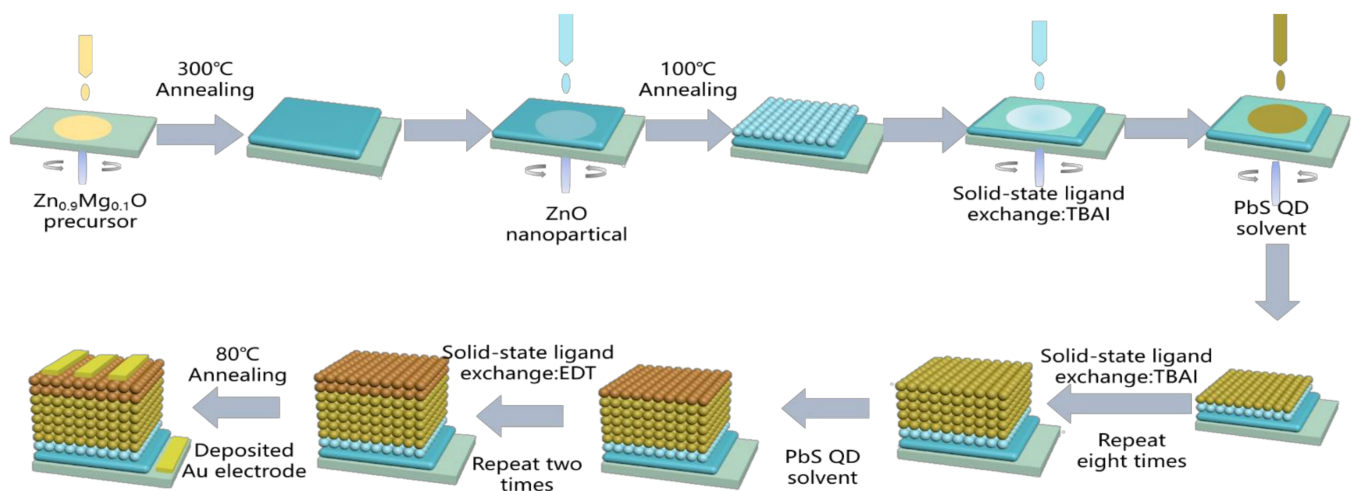 300℃
Annealing
100℃
Annealing
Zn₀.₉Mg₀.₁O
precursor
ZnO
nanopartical
Solid-state ligand
exchange:TBAI
PbS QD
solvent
80℃
Annealing
Deposited
Au electrode
Solid-state ligand
exchange:EDT
Repeat two
times
PbS QD
solvent
Solid-state ligand
exchange:TBAI
Repeat
eight times